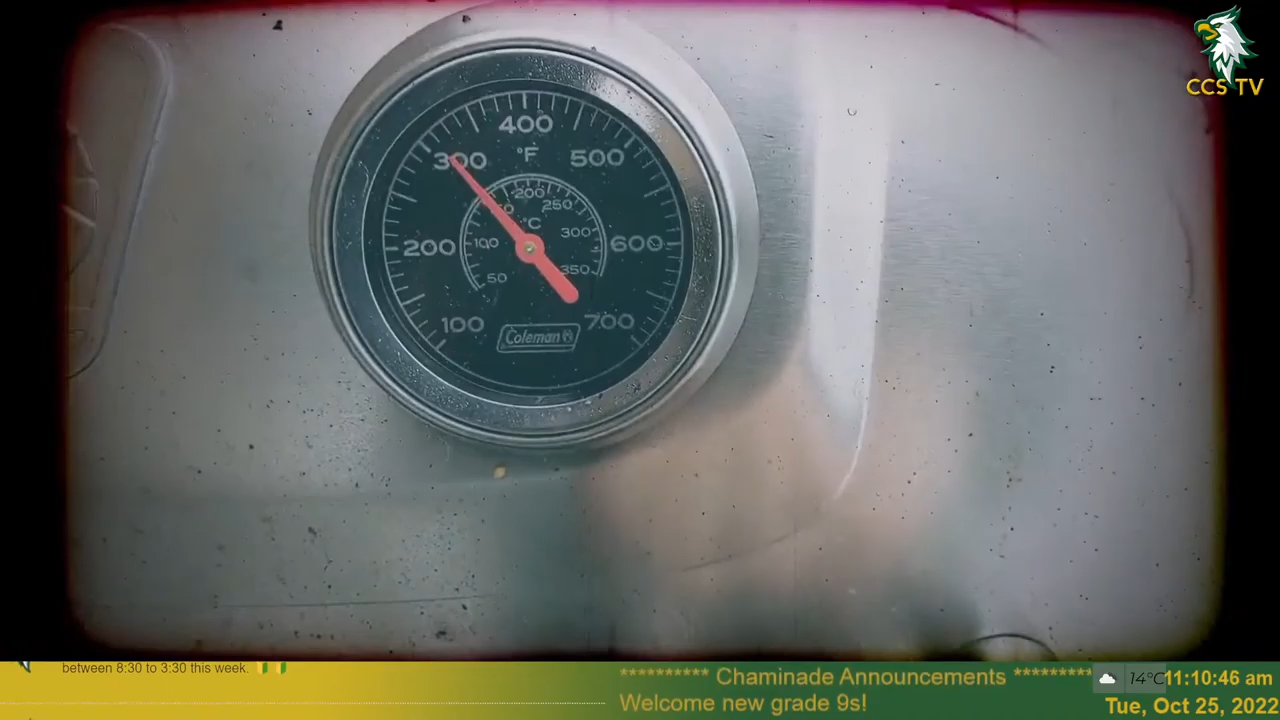 CCS TV
400
°F
300
500
200
250
°C
100
300
200
600
50
350
100
700
Coleman
between 8:30 to 3:30 this week.
********** Chaminade Announcements *********
Welcome new grade 9s!
14°C
11:10:46 am
Tue, Oct 25, 2022